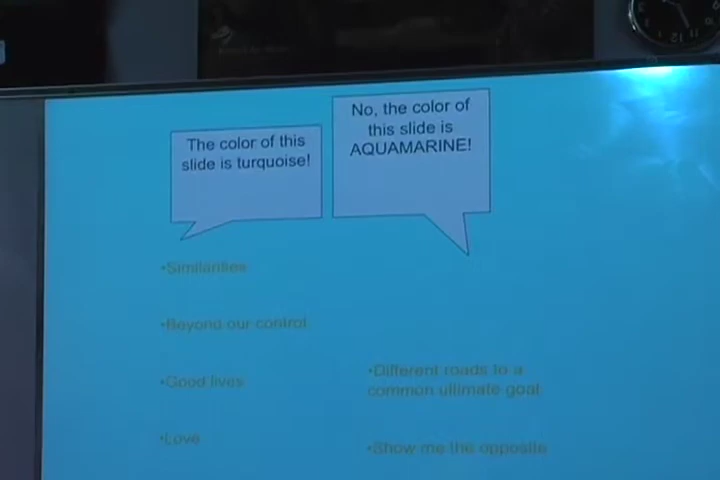 The color of this
slide is turquoise!
No, the color of
this slide is
AQUAMARINE!
•Similarities
•Beyond our control
•Good lives
•Love
•Different roads to a
common ultimate goal
•Show me the opposite